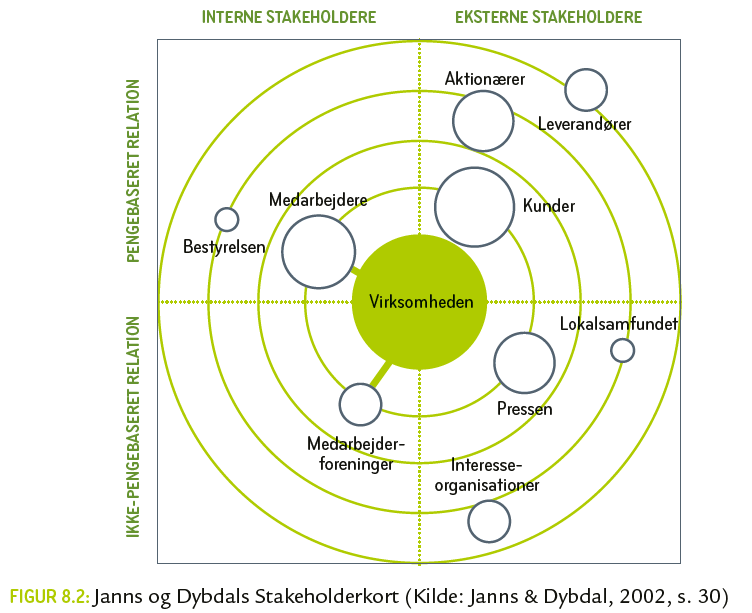 INTERNE STAKEHOLDERE
EKSTERNE STAKEHOLDERE
PENGEBASERET RELATION
IKKE-PENGEBASERET RELATION
Aktionærer
Leverandører
Medarbejdere
Kunder
Bestyrelsen
Virksomheden
Lokalsamfundet
Pressen
Medarbejder-
foreninger
Interesse-
organisationer
FIGUR 8.2: Janns og Dybdals Stakeholderkort (Kilde: Janns & Dybdal, 2002, s. 30)